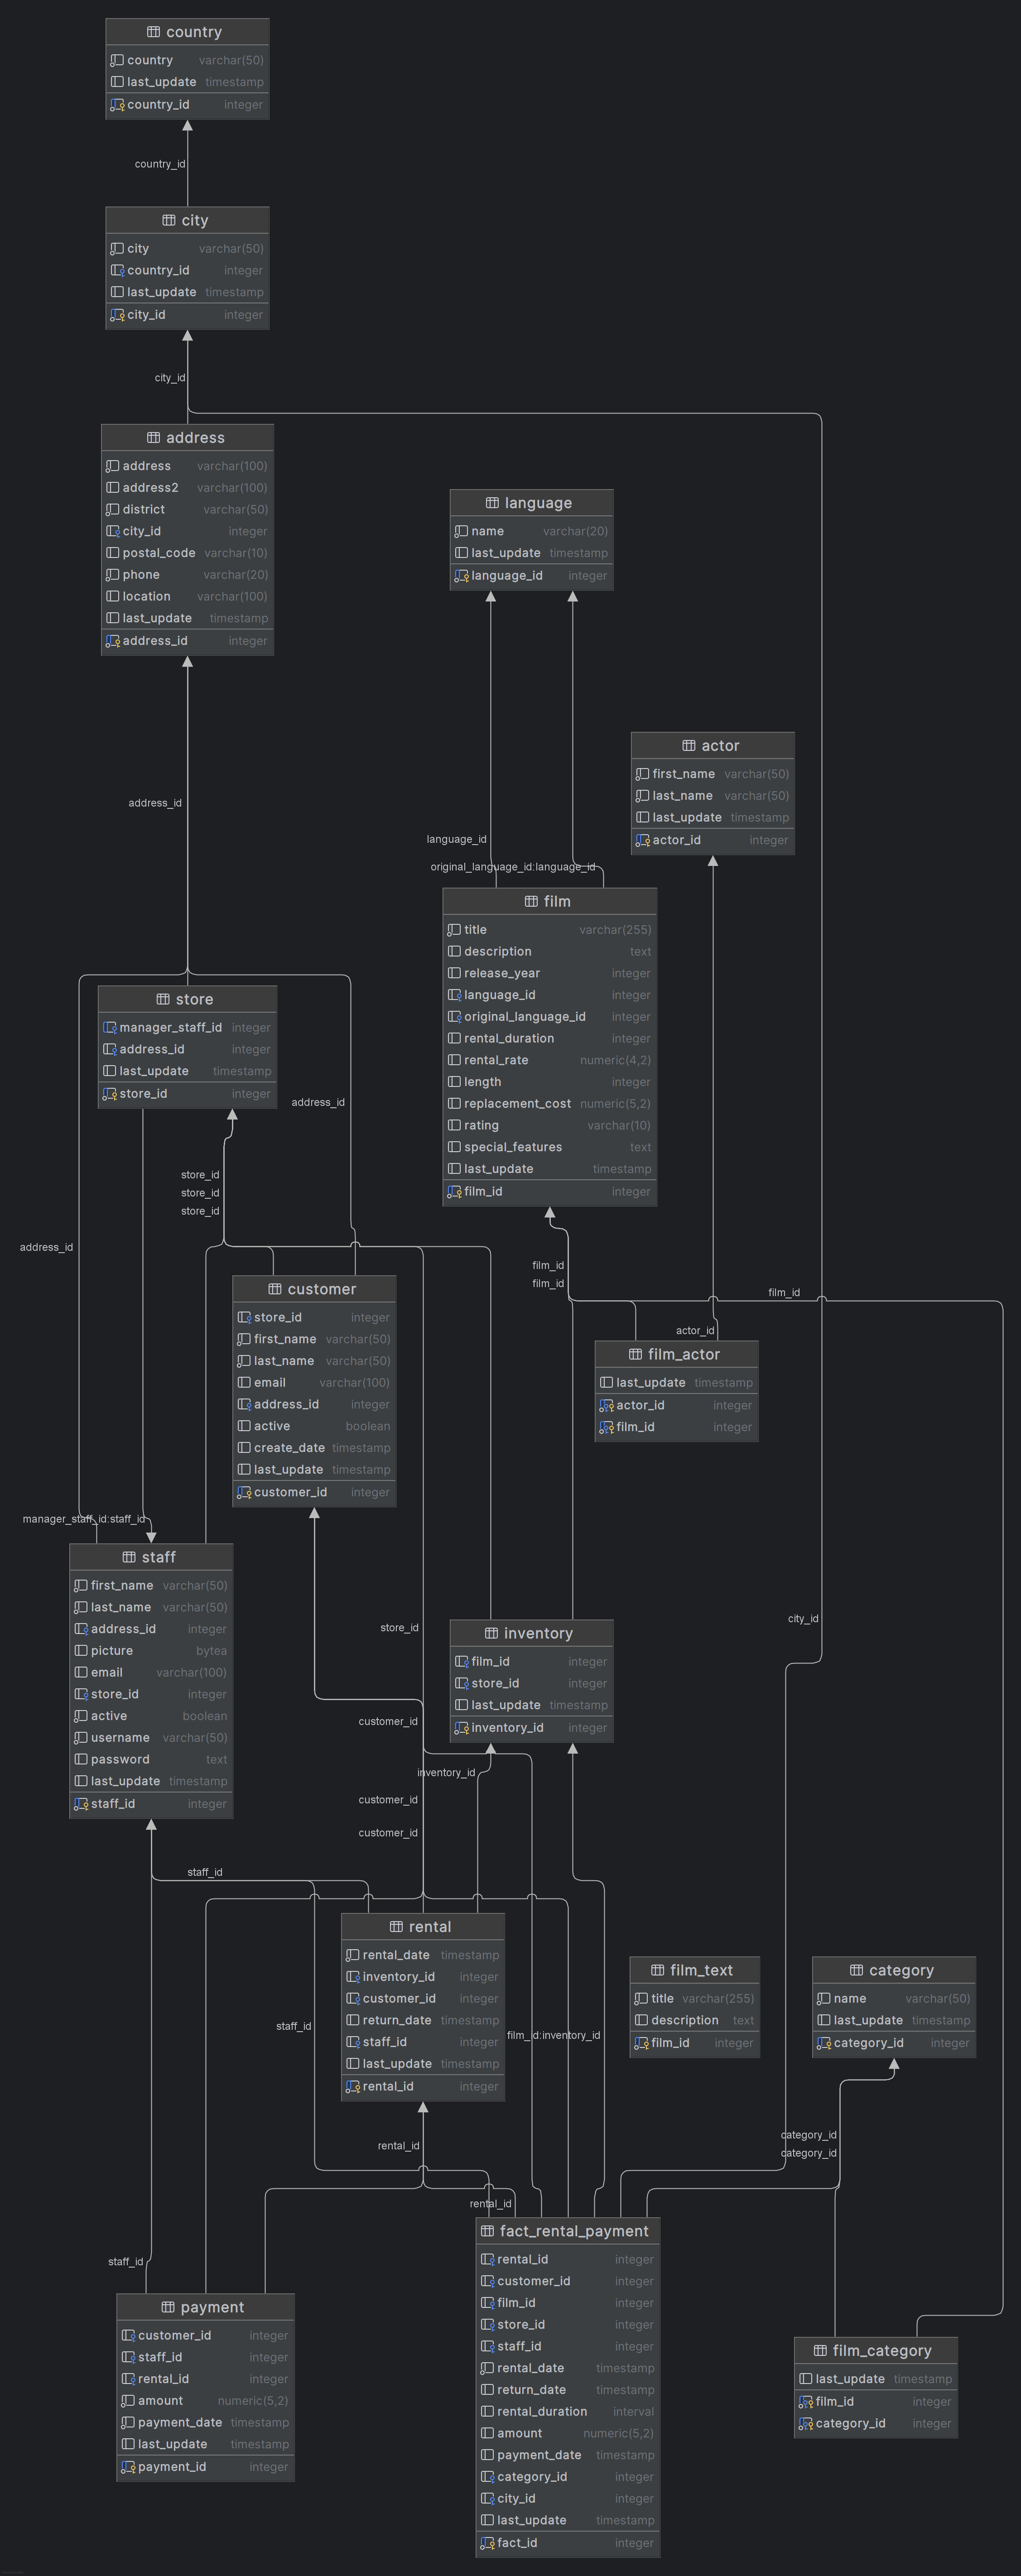 country
country varchar(50)
last_update timestamp
country_id integer
country_id
city
city varchar(50)
country_id integer
last_update timestamp
city_id integer
city_id
address
address varchar(100)
address2 varchar(100)
district varchar(50)
city_id integer
postal_code varchar(10)
phone varchar(20)
location varchar(100)
last_update timestamp
address_id integer
language
name varchar(20)
last_update timestamp
language_id integer
actor
first_name varchar(50)
last_name varchar(50)
last_update timestamp
actor_id integer
address_id
language_id
original_language_id:language_id
film
title varchar(255)
description text
release_year integer
language_id integer
original_language_id integer
rental_duration integer
rental_rate numeric(4,2)
length integer
replacement_cost numeric(5,2)
rating varchar(10)
special_features text
last_update timestamp
film_id integer
store
manager_staff_id integer
address_id integer
last_update timestamp
store_id integer
address_id
store_id
store_id
store_id
address_id
film_id
film_id
film_id
actor_id
customer
store_id integer
first_name varchar(50)
last_name varchar(50)
email varchar(100)
address_id integer
active boolean
create_date timestamp
last_update timestamp
customer_id integer
film_actor
last_update timestamp
actor_id integer
film_id integer
manager_staff_id:staff_id
staff
first_name varchar(50)
last_name varchar(50)
address_id integer
picture bytea
email varchar(100)
store_id integer
active boolean
username varchar(50)
password text
last_update timestamp
staff_id integer
store_id
city_id
inventory
film_id integer
store_id integer
last_update timestamp
inventory_id integer
customer_id
inventory_id
customer_id
customer_id
staff_id
rental
rental_date timestamp
inventory_id integer
customer_id integer
return_date timestamp
staff_id integer
last_update timestamp
rental_id integer
staff_id
film_id:inventory_id
film_text
title varchar(255)
description text
film_id integer
category
name varchar(50)
last_update timestamp
category_id integer
category_id
category_id
rental_id
rental_id
staff_id
payment
customer_id integer
staff_id integer
rental_id integer
amount numeric(5,2)
payment_date timestamp
last_update timestamp
payment_id integer
fact_rental_payment
rental_id integer
customer_id integer
film_id integer
store_id integer
staff_id integer
rental_date timestamp
return_date timestamp
rental_duration interval
amount numeric(5,2)
payment_date timestamp
category_id integer
city_id integer
last_update timestamp
fact_id integer
film_category
last_update timestamp
film_id integer
category_id integer